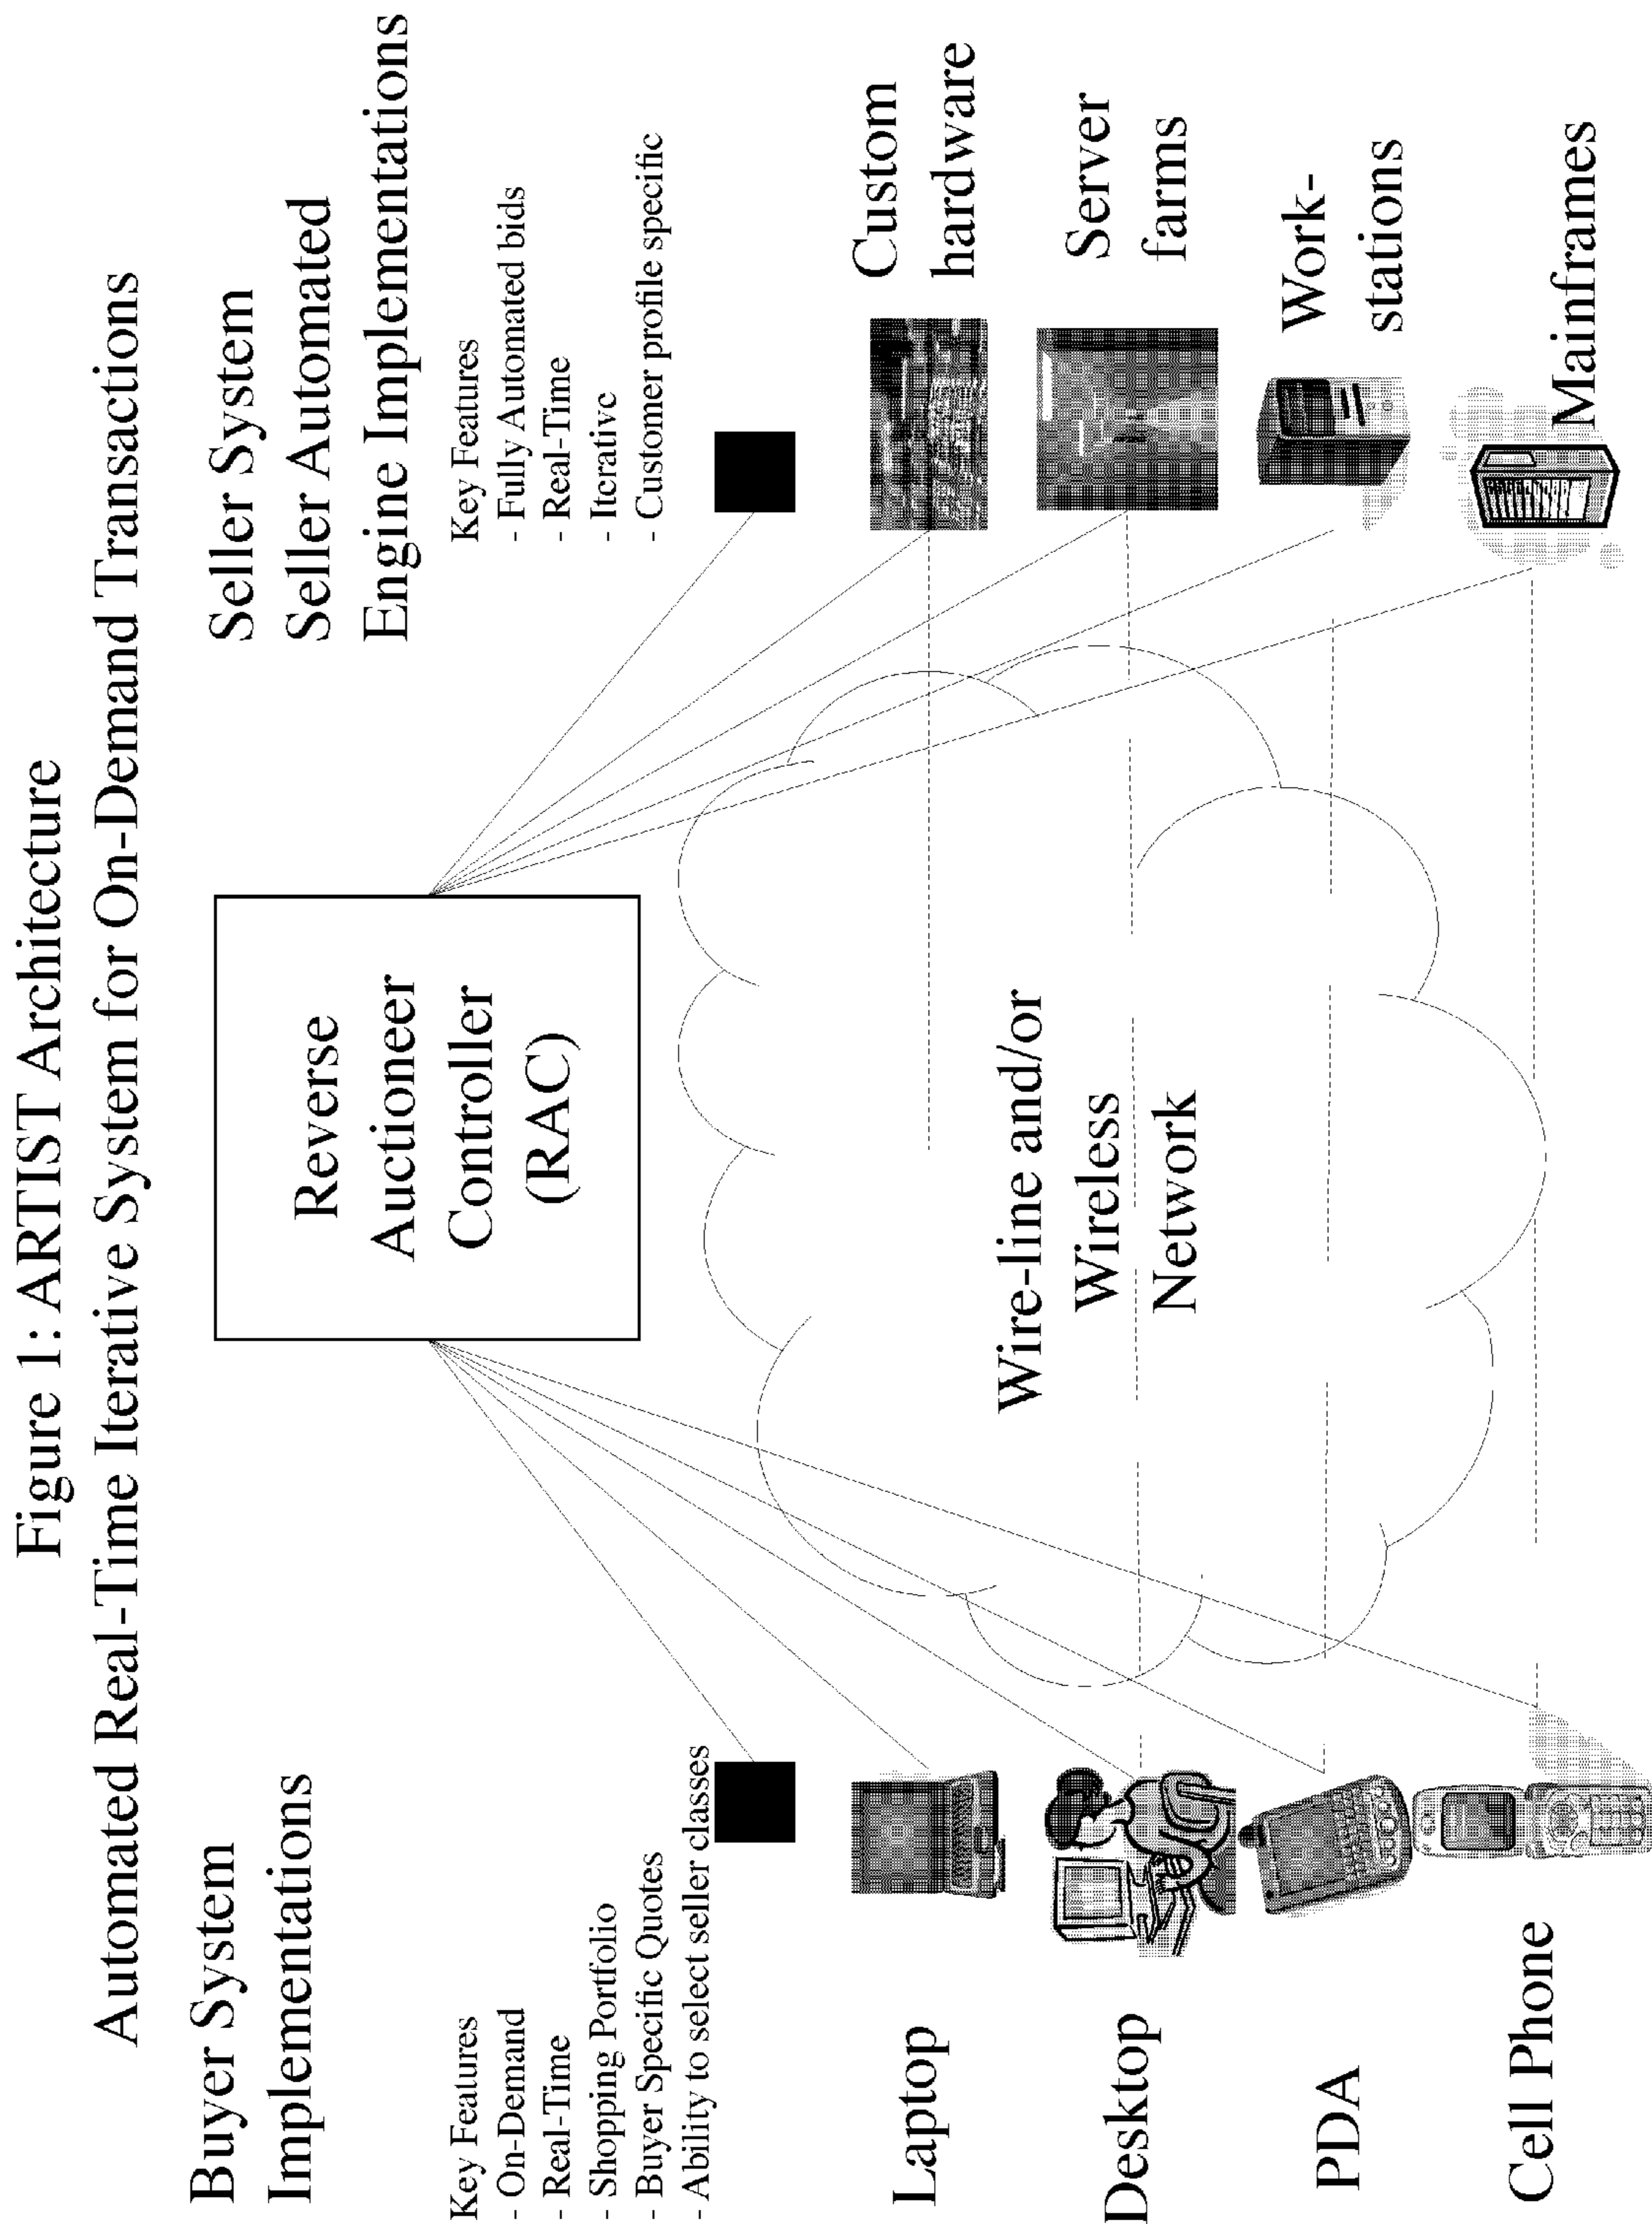 Figure 1: ARTIST Architecture
Automated Real-Time Iterative System for On-Demand Transactions
Buyer System
Implementations
Key Features
- On-Demand
- Real-Time
- Shopping Portfolio
- Buyer Specific Quotes
- Ability to select seller classes
Laptop
Desktop
PDA
Cell Phone
Reverse
Auctioneer
Controller
(RAC)
Wire-line and/or
Wireless
Network
Seller System
Seller Automated
Engine Implementations
Key Features
- Fully Automated bids
- Real-Time
- Iterative
- Customer profile specific
Custom
hardware
Server
farms
Work-
stations
Mainframes